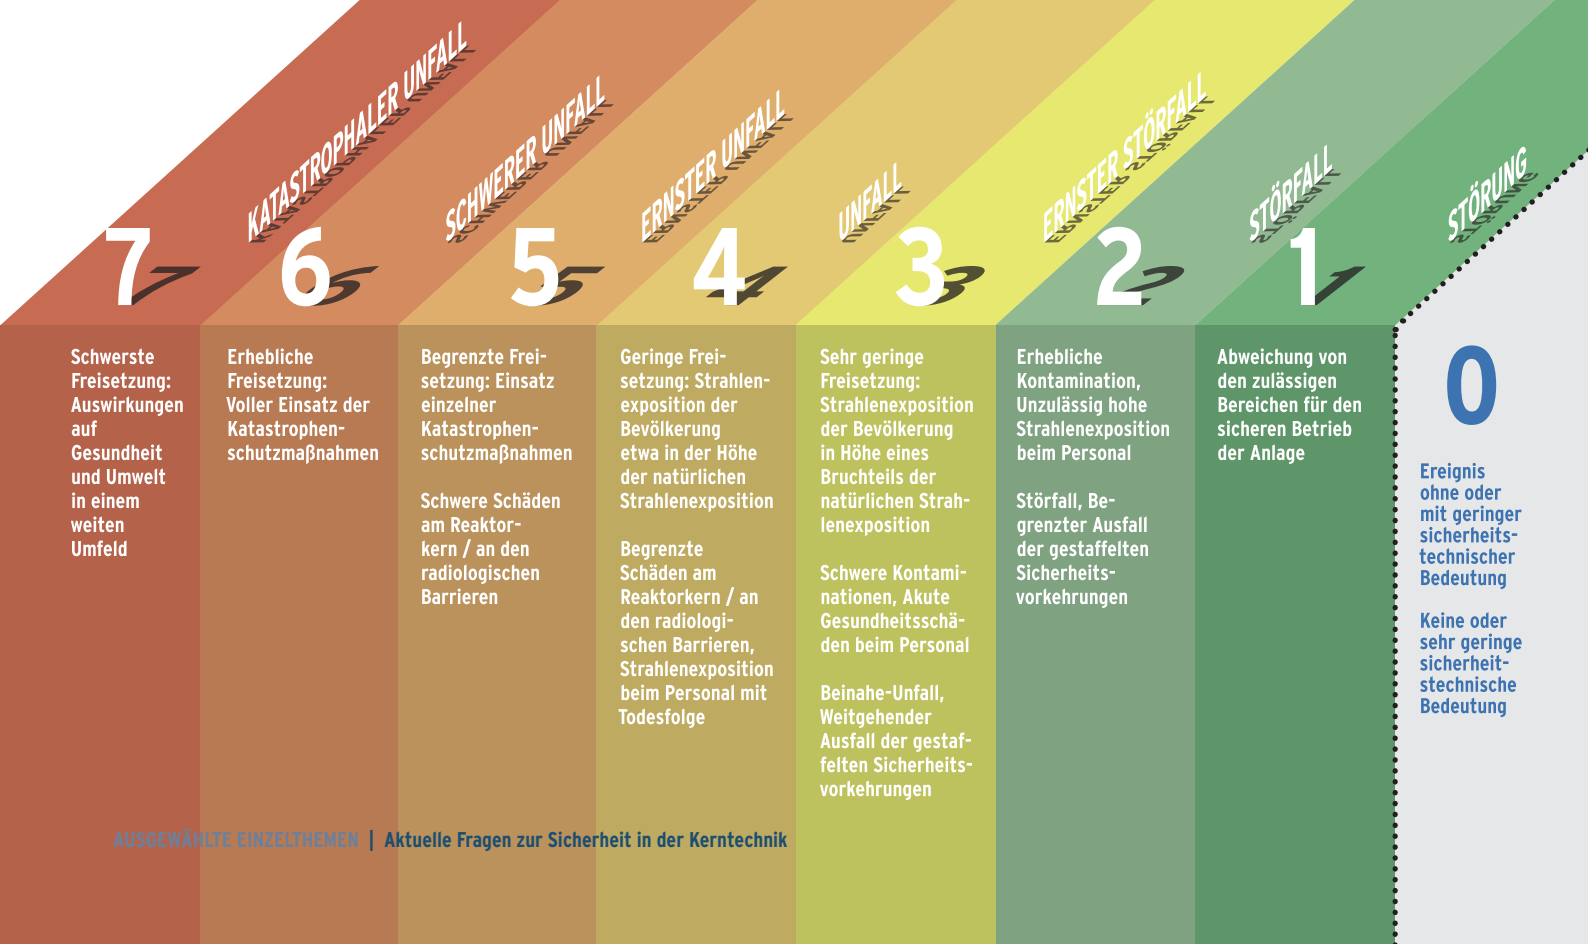 KATASTROPHALER UNFALL
7
Schwerste
Freisetzung:
Auswirkungen
auf
Gesundheit
und Umwelt
in einem
weiten
Umfeld
SCHWERER UNFALL
6
Erhebliche
Freisetzung:
Voller Einsatz der
Katastrophen-
schutzmaßnahmen
ERNSTER UNFALL
5
Begrenzte Frei-
setzung: Einsatz
einzelner
Katastrophen-
schutzmaßnahmen
Schwere Schäden
am Reaktor-
kern / an den
radiologischen
Barrieren
UNFALL
4
Geringe Frei-
setzung: Strahlen-
exposition der
Bevölkerung
etwa in der Höhe
der natürlichen
Strahlenexposition
Begrenzte
Schäden am
Reaktorkern / an
den radiologi-
schen Barrieren,
Strahlenexposition
beim Personal mit
Todesfolge
ERNSTER STÖRFALL
3
Sehr geringe
Freisetzung:
Strahlenexposition
der Bevölkerung
in Höhe eines
Bruchteils der
natürlichen Strah-
lenexposition
Schwere Kontami-
nationen, Akute
Gesundheitsschä-
den beim Personal
Beinahe-Unfall,
Weitgehender
Ausfall der gestaf-
felten Sicherheits-
vorkehrungen
STÖRFALL
2
Erhebliche
Kontamination,
Unzulässig hohe
Strahlenexposition
beim Personal
Störfall, Be-
grenzter Ausfall
der gestaffelten
Sicherheits-
vorkehrungen
STÖRUNG
1
Abweichung von
den zulässigen
Bereichen für den
sicheren Betrieb
der Anlage
0
Ereignis
ohne oder
mit geringer
sicherheits-
technischer
Bedeutung
Keine oder
sehr geringe
sicherheit-
stechnische
Bedeutung
AUSGEWÄHLTE EINZELTHEMEN | Aktuelle Fragen zur Sicherheit in der Kerntechnik